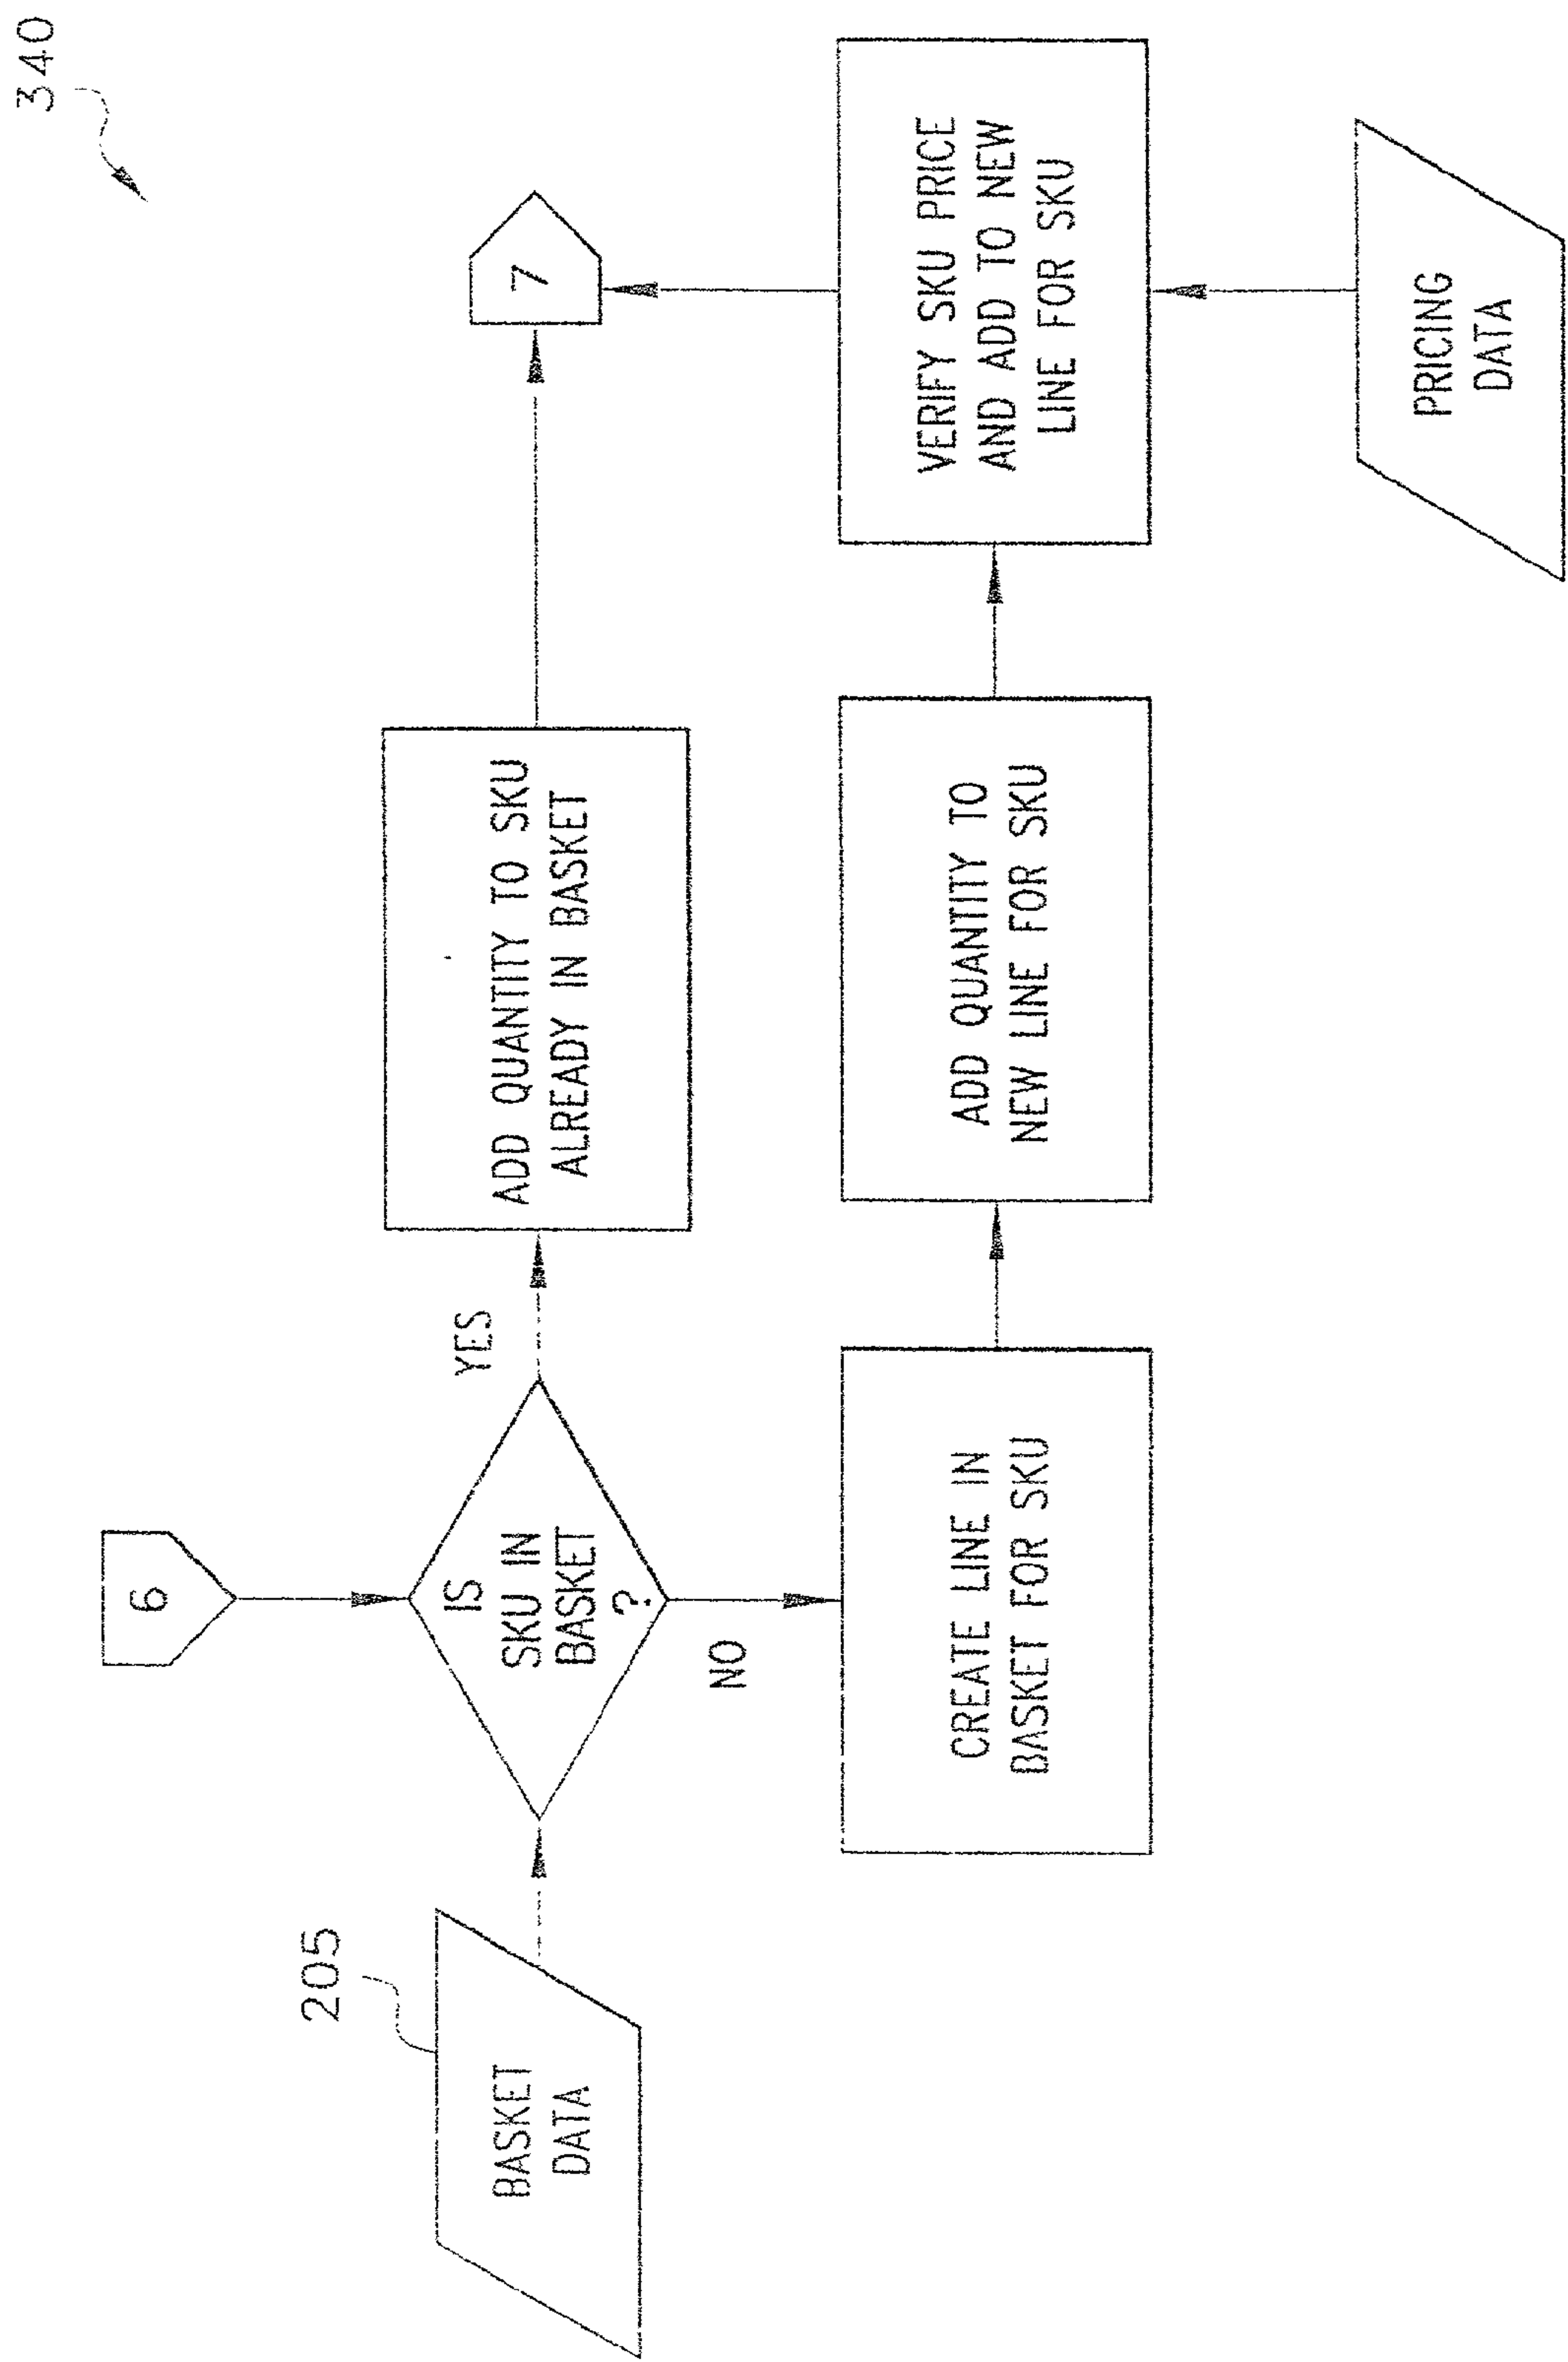 340
6
205
BASKET
DATA
IS
SKU IN
BASKET
?
YES
ADD QUANTITY TO SKU
ALREADY IN BASKET
7
NO
CREATE LINE IN
BASKET FOR SKU
ADD QUANTITY TO
NEW LINE FOR SKU
VERIFY SKU PRICE
AND ADD TO NEW
LINE FOR SKU
PRICING
DATA